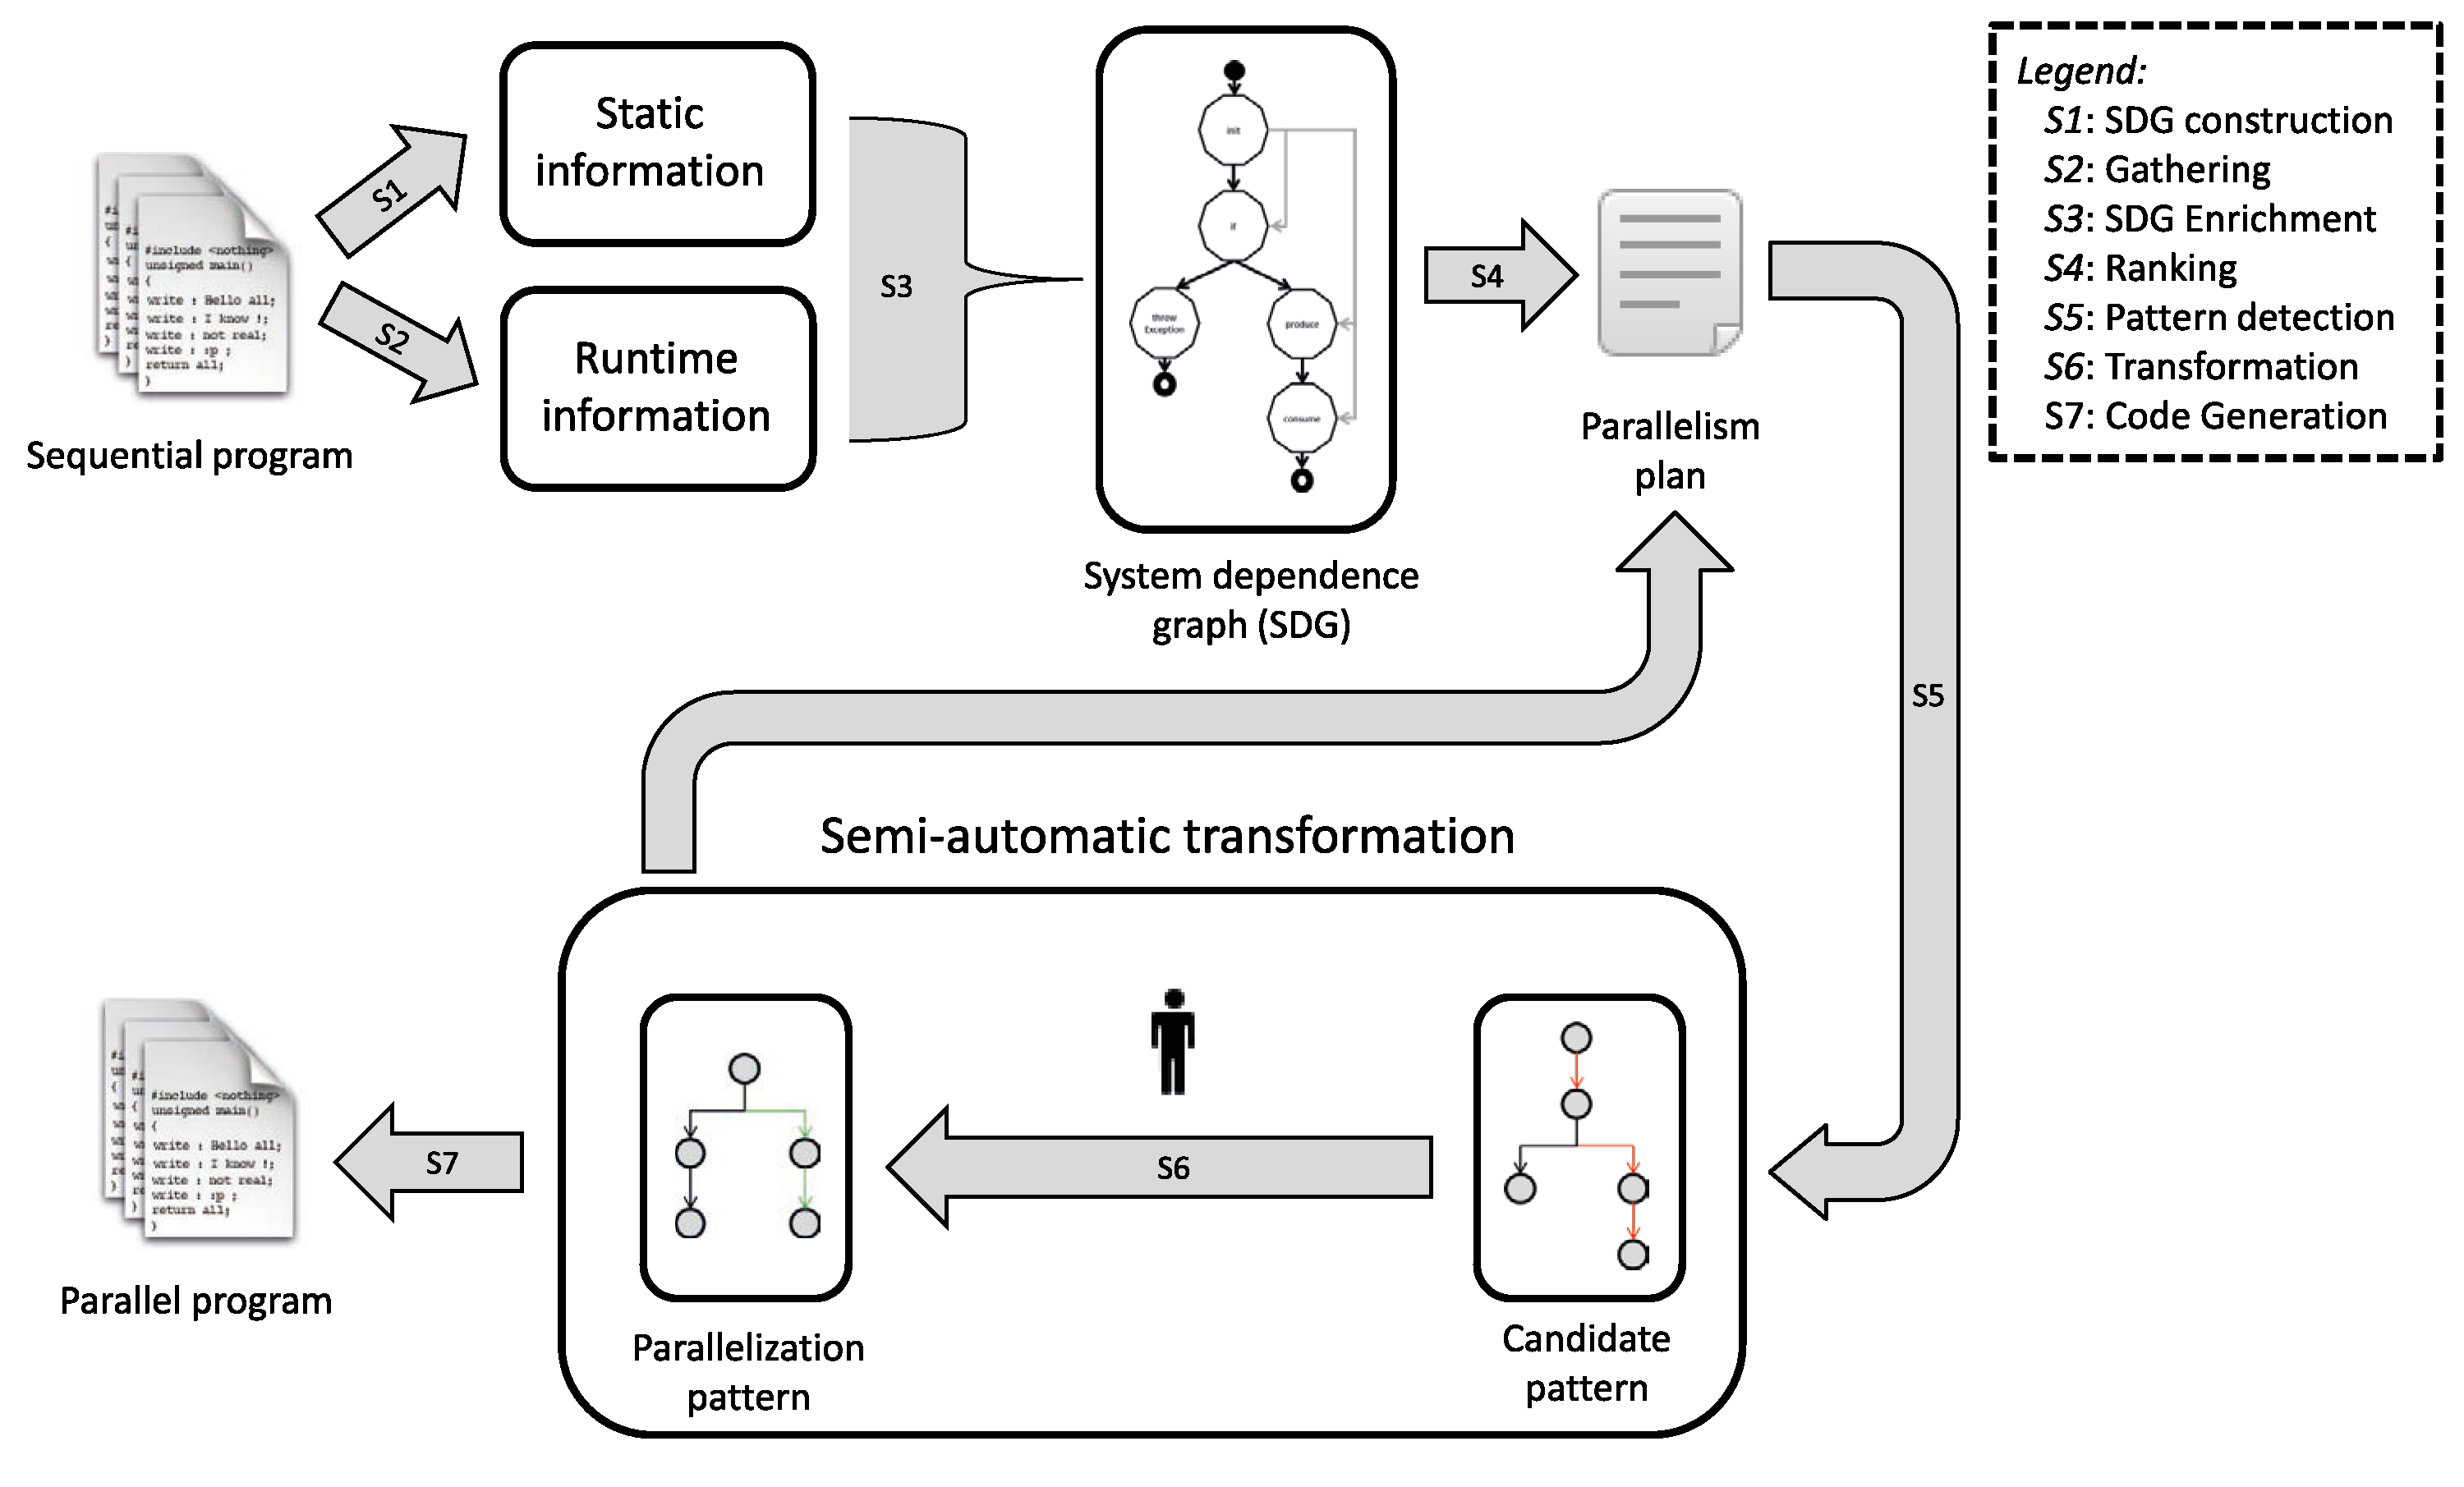 Legend:
S1: SDG construction
S2: Gathering
S3: SDG Enrichment
S4: Ranking
S5: Pattern detection
S6: Transformation
S7: Code Generation
#include <nothing>
unsigned main()
{
write : Hello all;
write : I know !;
write : not real;
write : :p ;
return all;
}
Sequential program
S1
S2
Static
information
Runtime
information
S3
init
if
throw
Exception
produce
consume
System dependence
graph (SDG)
S4
Parallelism
plan
S5
Semi-automatic transformation
Candidate
pattern
S6
Parallelization
pattern
S7
#include <nothing>
unsigned main()
{
write : Hello all;
write : I know !;
write : not real;
write : :p ;
return all;
}
Parallel program